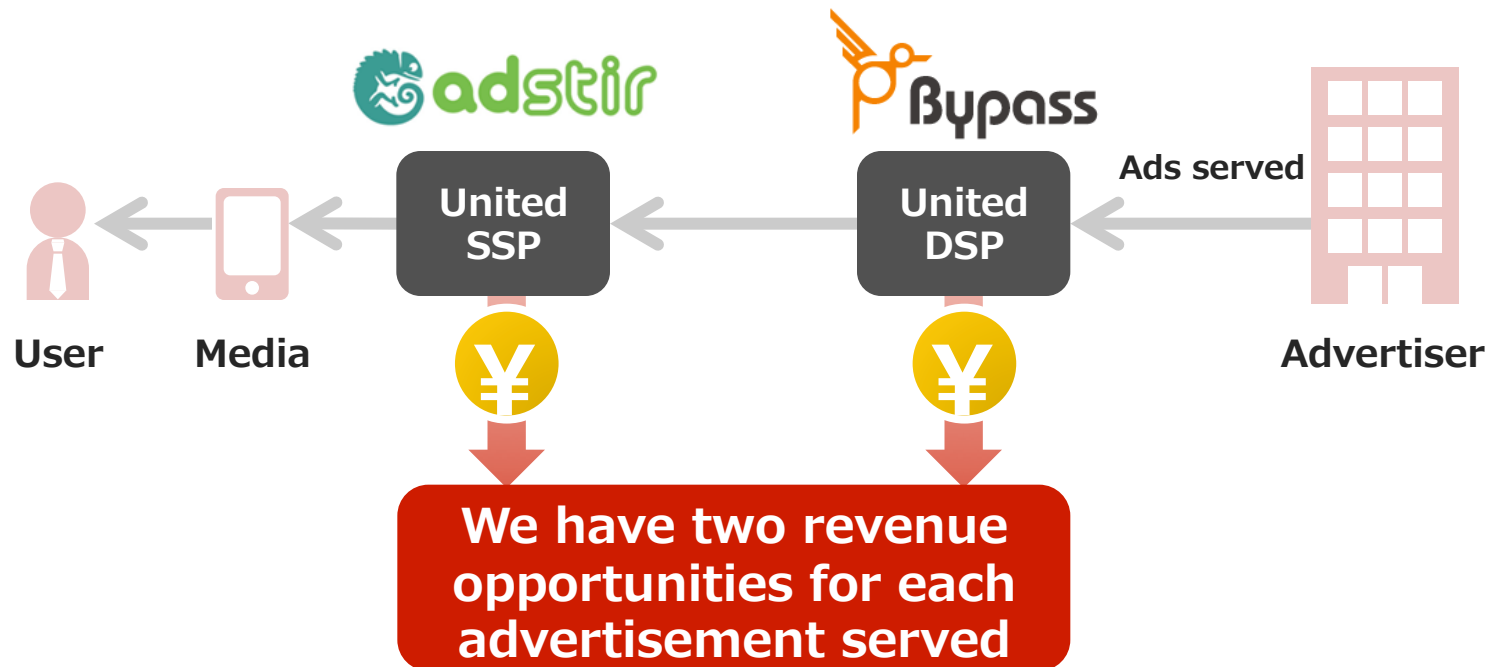 adstir
Bypass
Ads served
United
SSP
United
DSP
User
Media
¥
¥
Advertiser
We have two revenue
opportunities for each
advertisement served